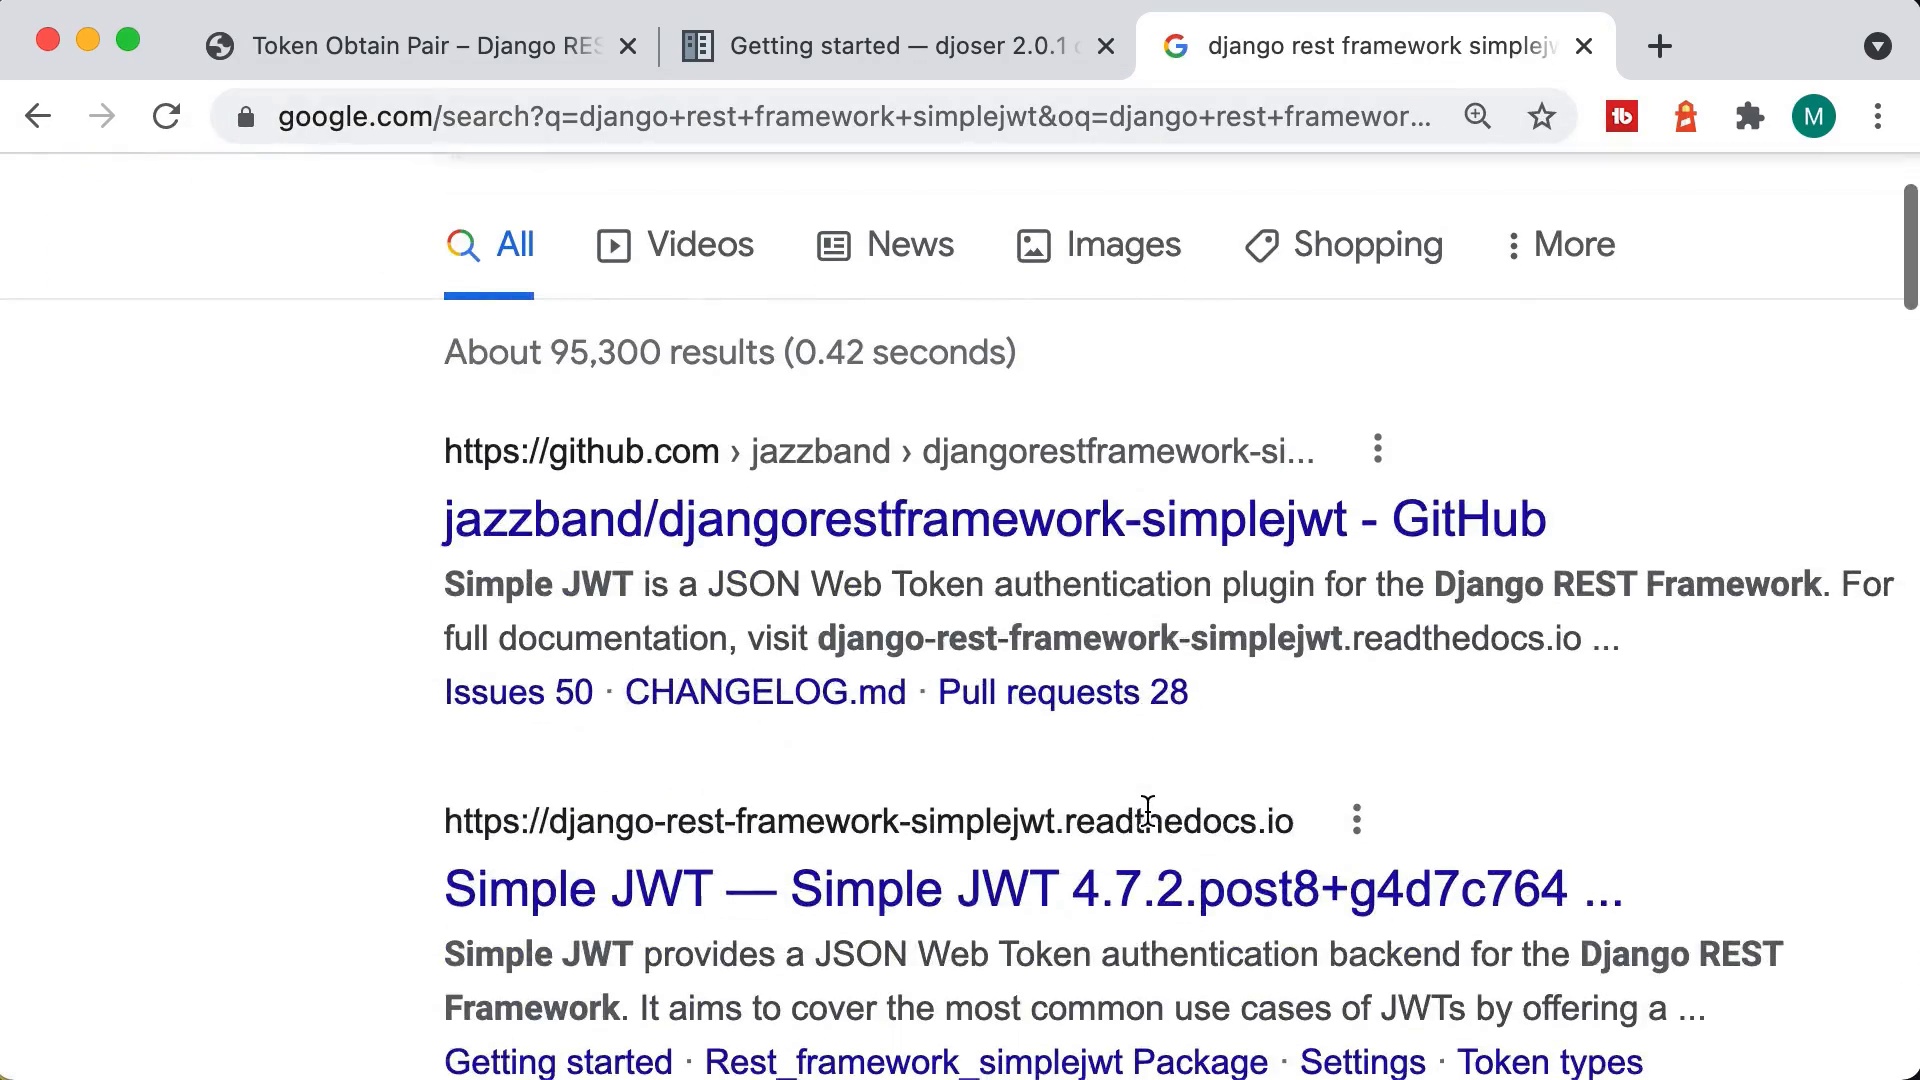 Token Obtain Pair – Django RES
Getting started — djoser 2.0.1
django rest framework simplejw
google.com/search?q=django+rest+framework+simplejwt&oq=django+rest+framewor...
M
All
Videos
News
Images
Shopping
More
About 95,300 results (0.42 seconds)
https://github.com › jazzband › djangorestframework-si...
jazzband/djangorestframework-simplejwt - GitHub
Simple JWT is a JSON Web Token authentication plugin for the Django REST Framework. For
full documentation, visit django-rest-framework-simplejwt.readthedocs.io ...
Issues 50 · CHANGELOG.md · Pull requests 28
https://django-rest-framework-simplejwt.readthedocs.io
Simple JWT — Simple JWT 4.7.2.post8+g4d7c764 ...
Simple JWT provides a JSON Web Token authentication backend for the Django REST
Framework. It aims to cover the most common use cases of JWTs by offering a ...
Getting started · Rest_framework_simplejwt Package · Settings · Token types